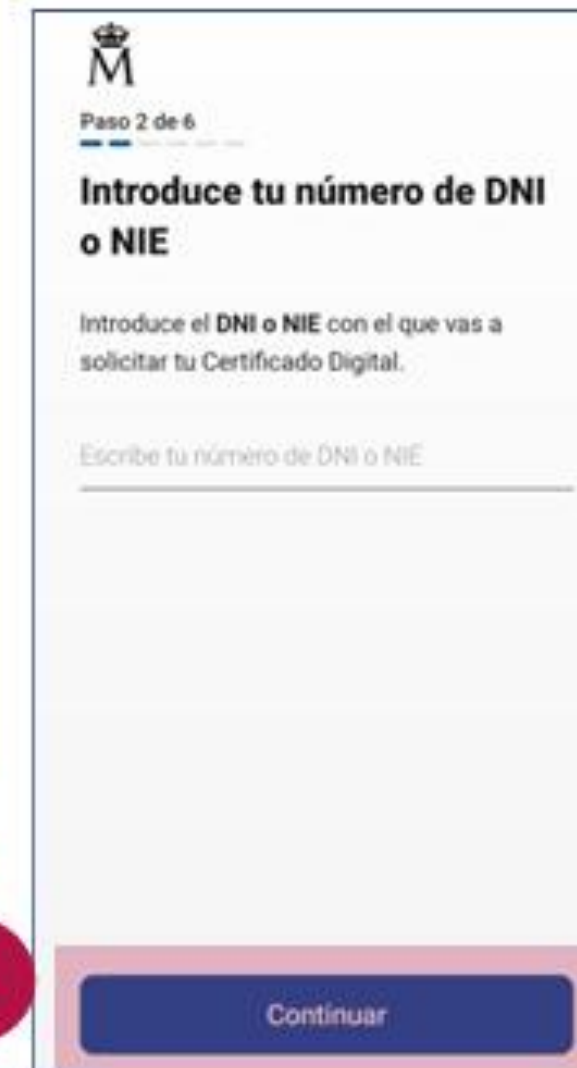 M
Paso 2 de 6
Introduce tu número de DNI
o NIE
Introduce el DNI o NIE con el que vas a
solicitar tu Certificado Digital.
Escribe tu número de DNI o NIE
Continuar